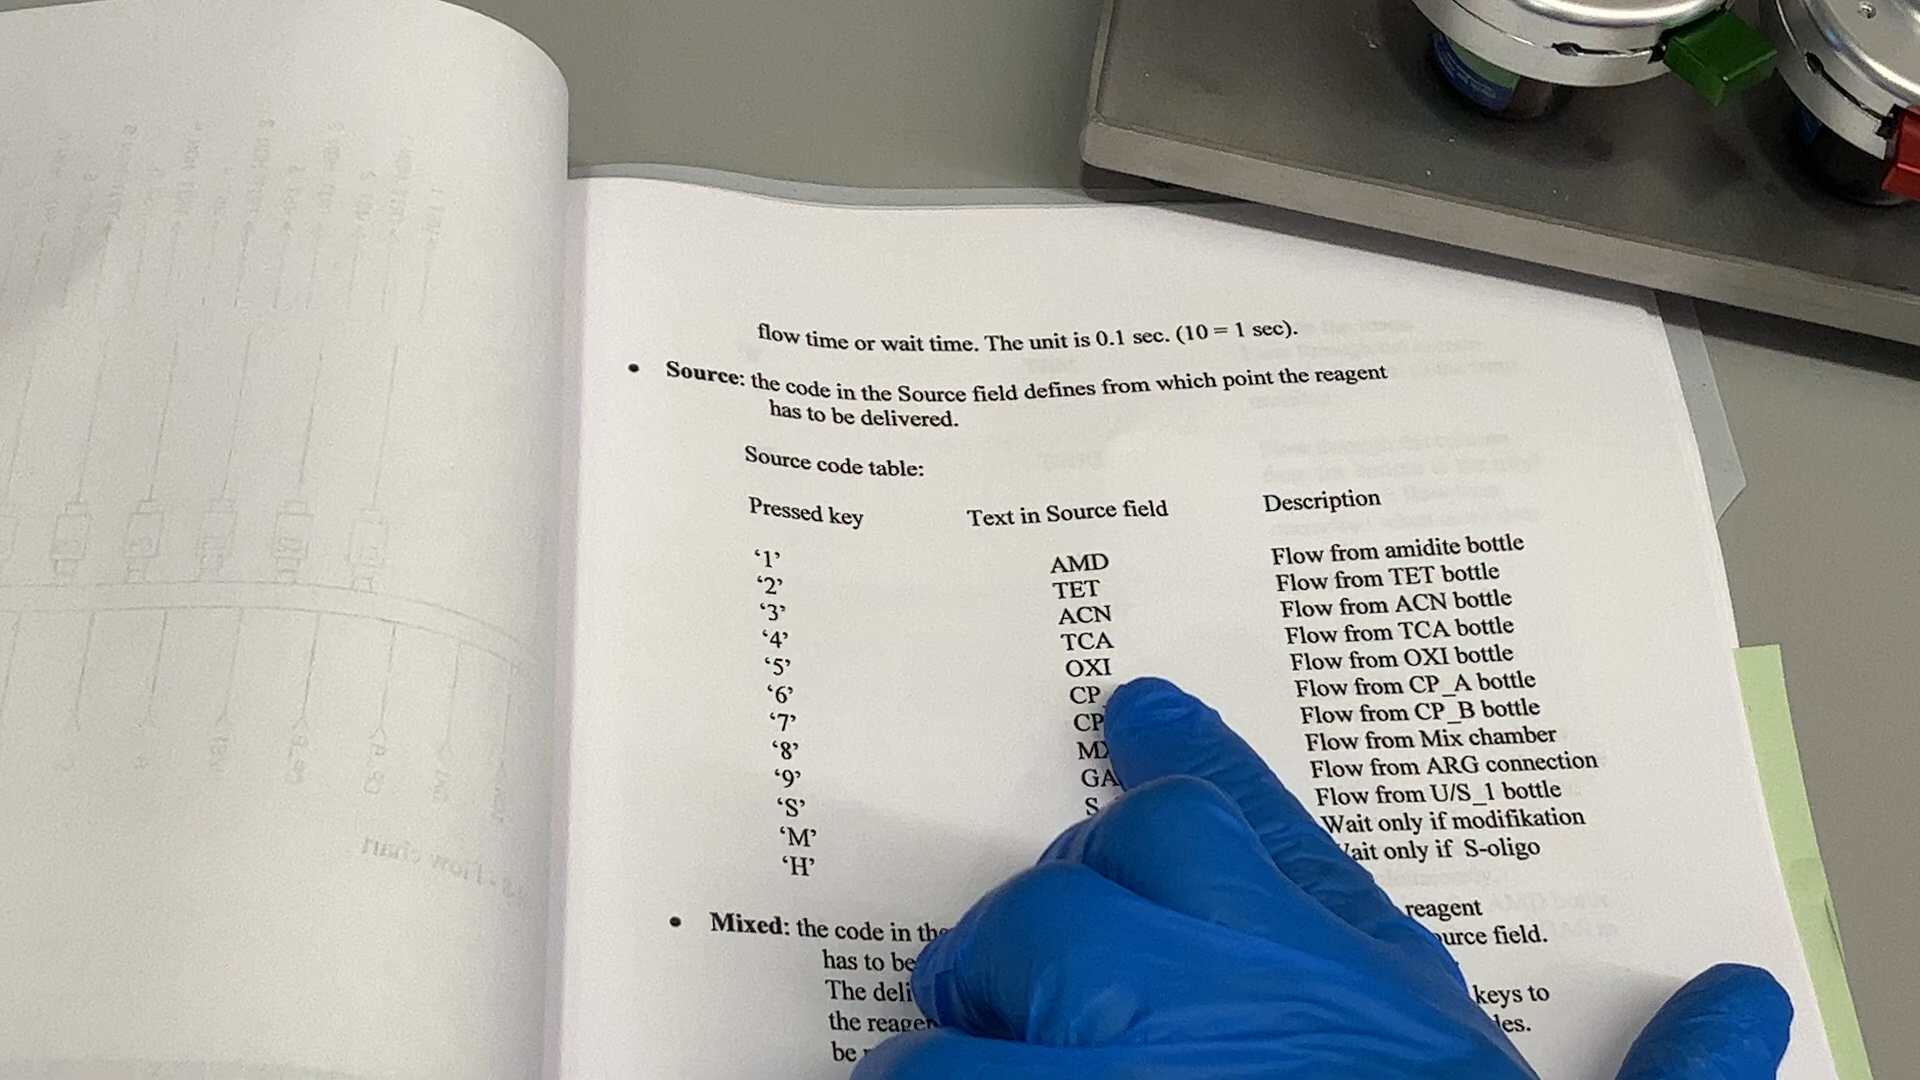 flow time or wait time. The unit is 0.1 sec. (10 = 1 sec).
• Source: the code in the Source field defines from which point the reagent
has to be delivered.
Source code table:
Pressed key Text in Source field Description
‘1’ AMD Flow from amidite bottle
‘2’ TET Flow from TET bottle
‘3’ ACN Flow from ACN bottle
‘4’ TCA Flow from TCA bottle
‘5’ OXI Flow from OXI bottle
‘6’ CP_ Flow from CP_A bottle
‘7’ CP Flow from CP_B bottle
‘8’ Flow from Mix chamber
‘9’ GA Flow from ARG connection
‘S’ S Flow from U/S_1 bottle
‘M’ Wait only if modifikation
‘H’ Wait only if S-oligo
• Mixed: the code in the reagent
has to be field.
The keys to
the
be